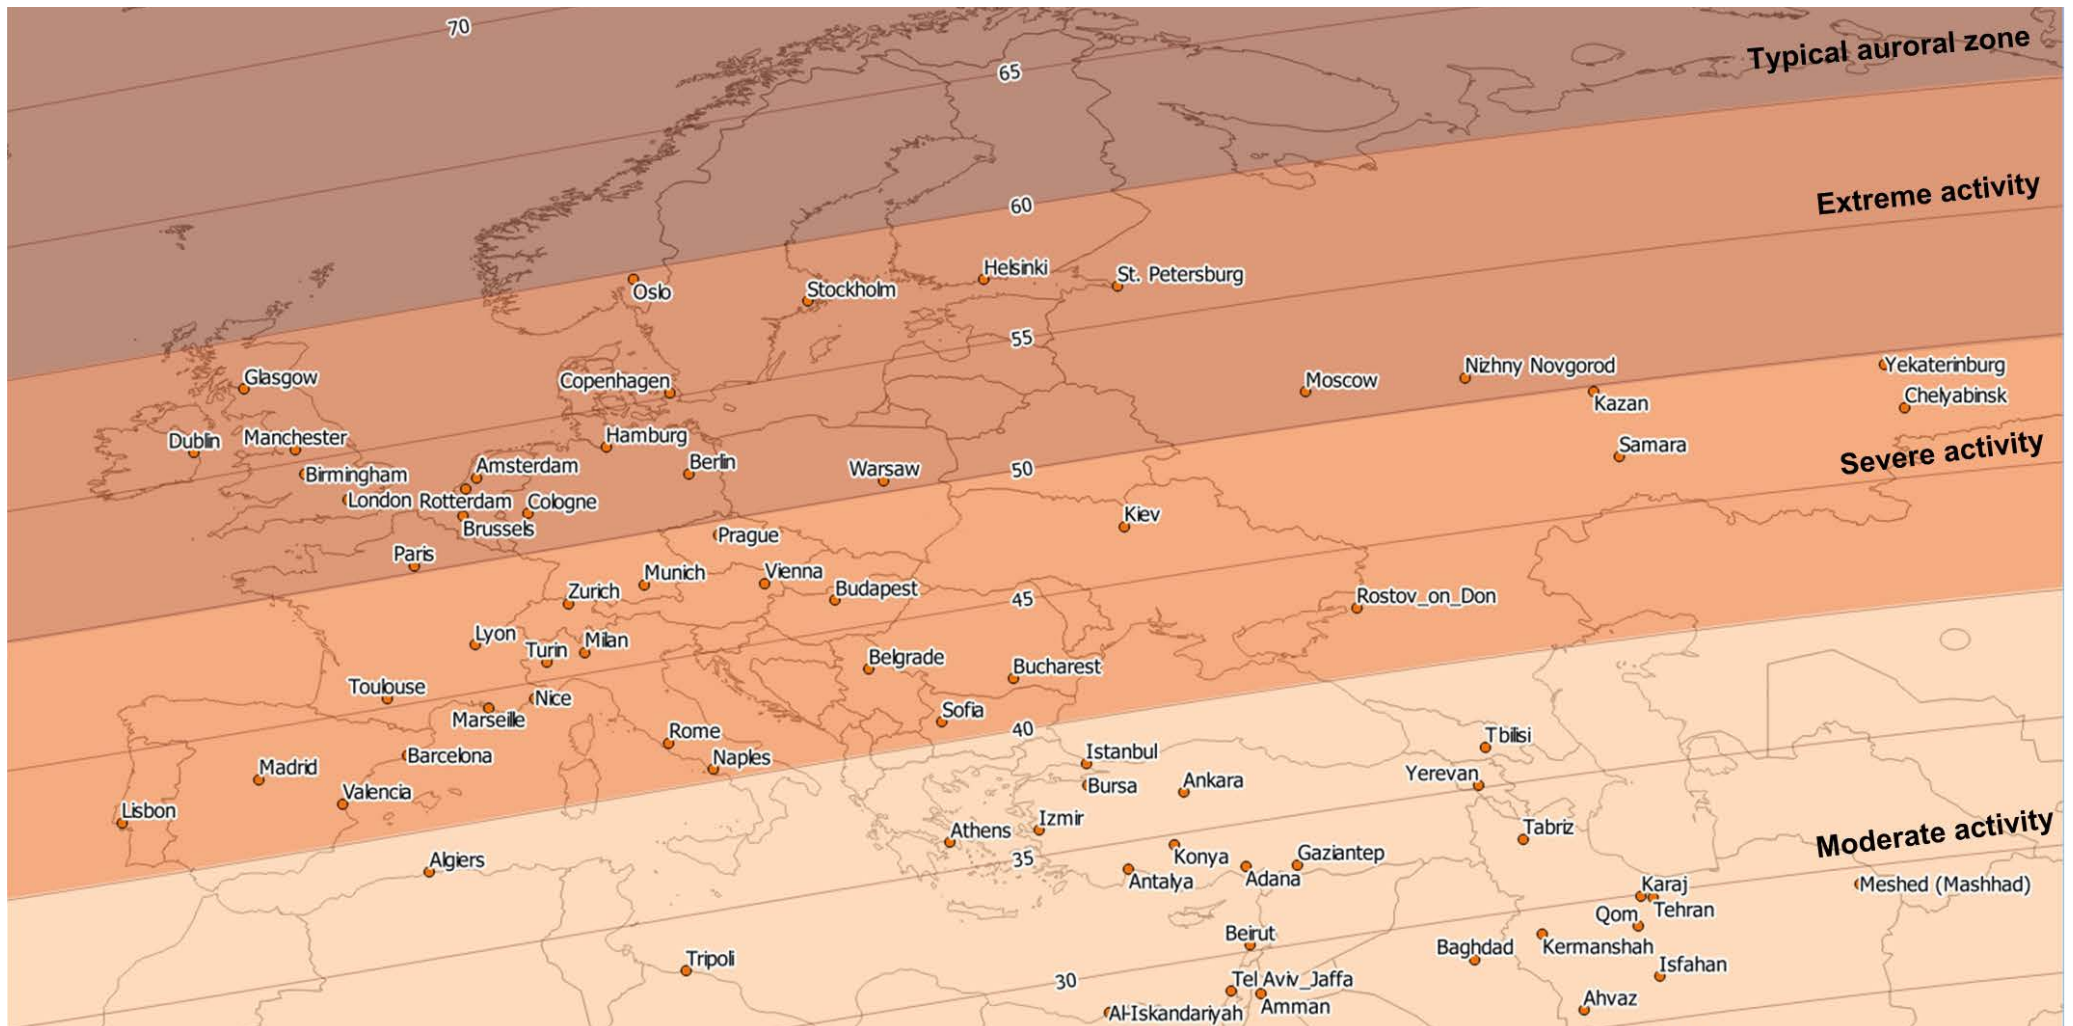 70
Typical auroral zone
65
Extreme activity
60
Helsinki
St. Petersburg
Oslo
Stockholm
55
Glasgow
Copenhagen
Moscow
Nizhny Novgorod
Kazan
Yekaterinburg
Chelyabinsk
Dublin
Manchester
Hamburg
Samara
Severe activity
Birmingham
Amsterdam
Berlin
Warsaw
50
London
Rotterdam
Cologne
Brussels
Kiev
Prague
Paris
Munich
Vienna
Zurich
Budapest
45
Rostov_on_Don
Lyon
Turin
Milan
Belgrade
Bucharest
Toulouse
Nice
Marseille
Sofia
Rome
40
Tbilisi
Barcelona
Naples
Istanbul
Madrid
Yerevan
Valencia
Bursa
Ankara
Lisbon
Izmir
Tabriz
Moderate activity
Athens
35
Konya
Gaziantep
Algiers
Antalya
Adana
Karaj
Meshed (Mashhad)
Tehran
Qom
Beirut
Baghdad
Kermanshah
Tripoli
Isfahan
30
Tel Aviv_Jaffa
Ahvaz
Al-Iskandariyah
Amman